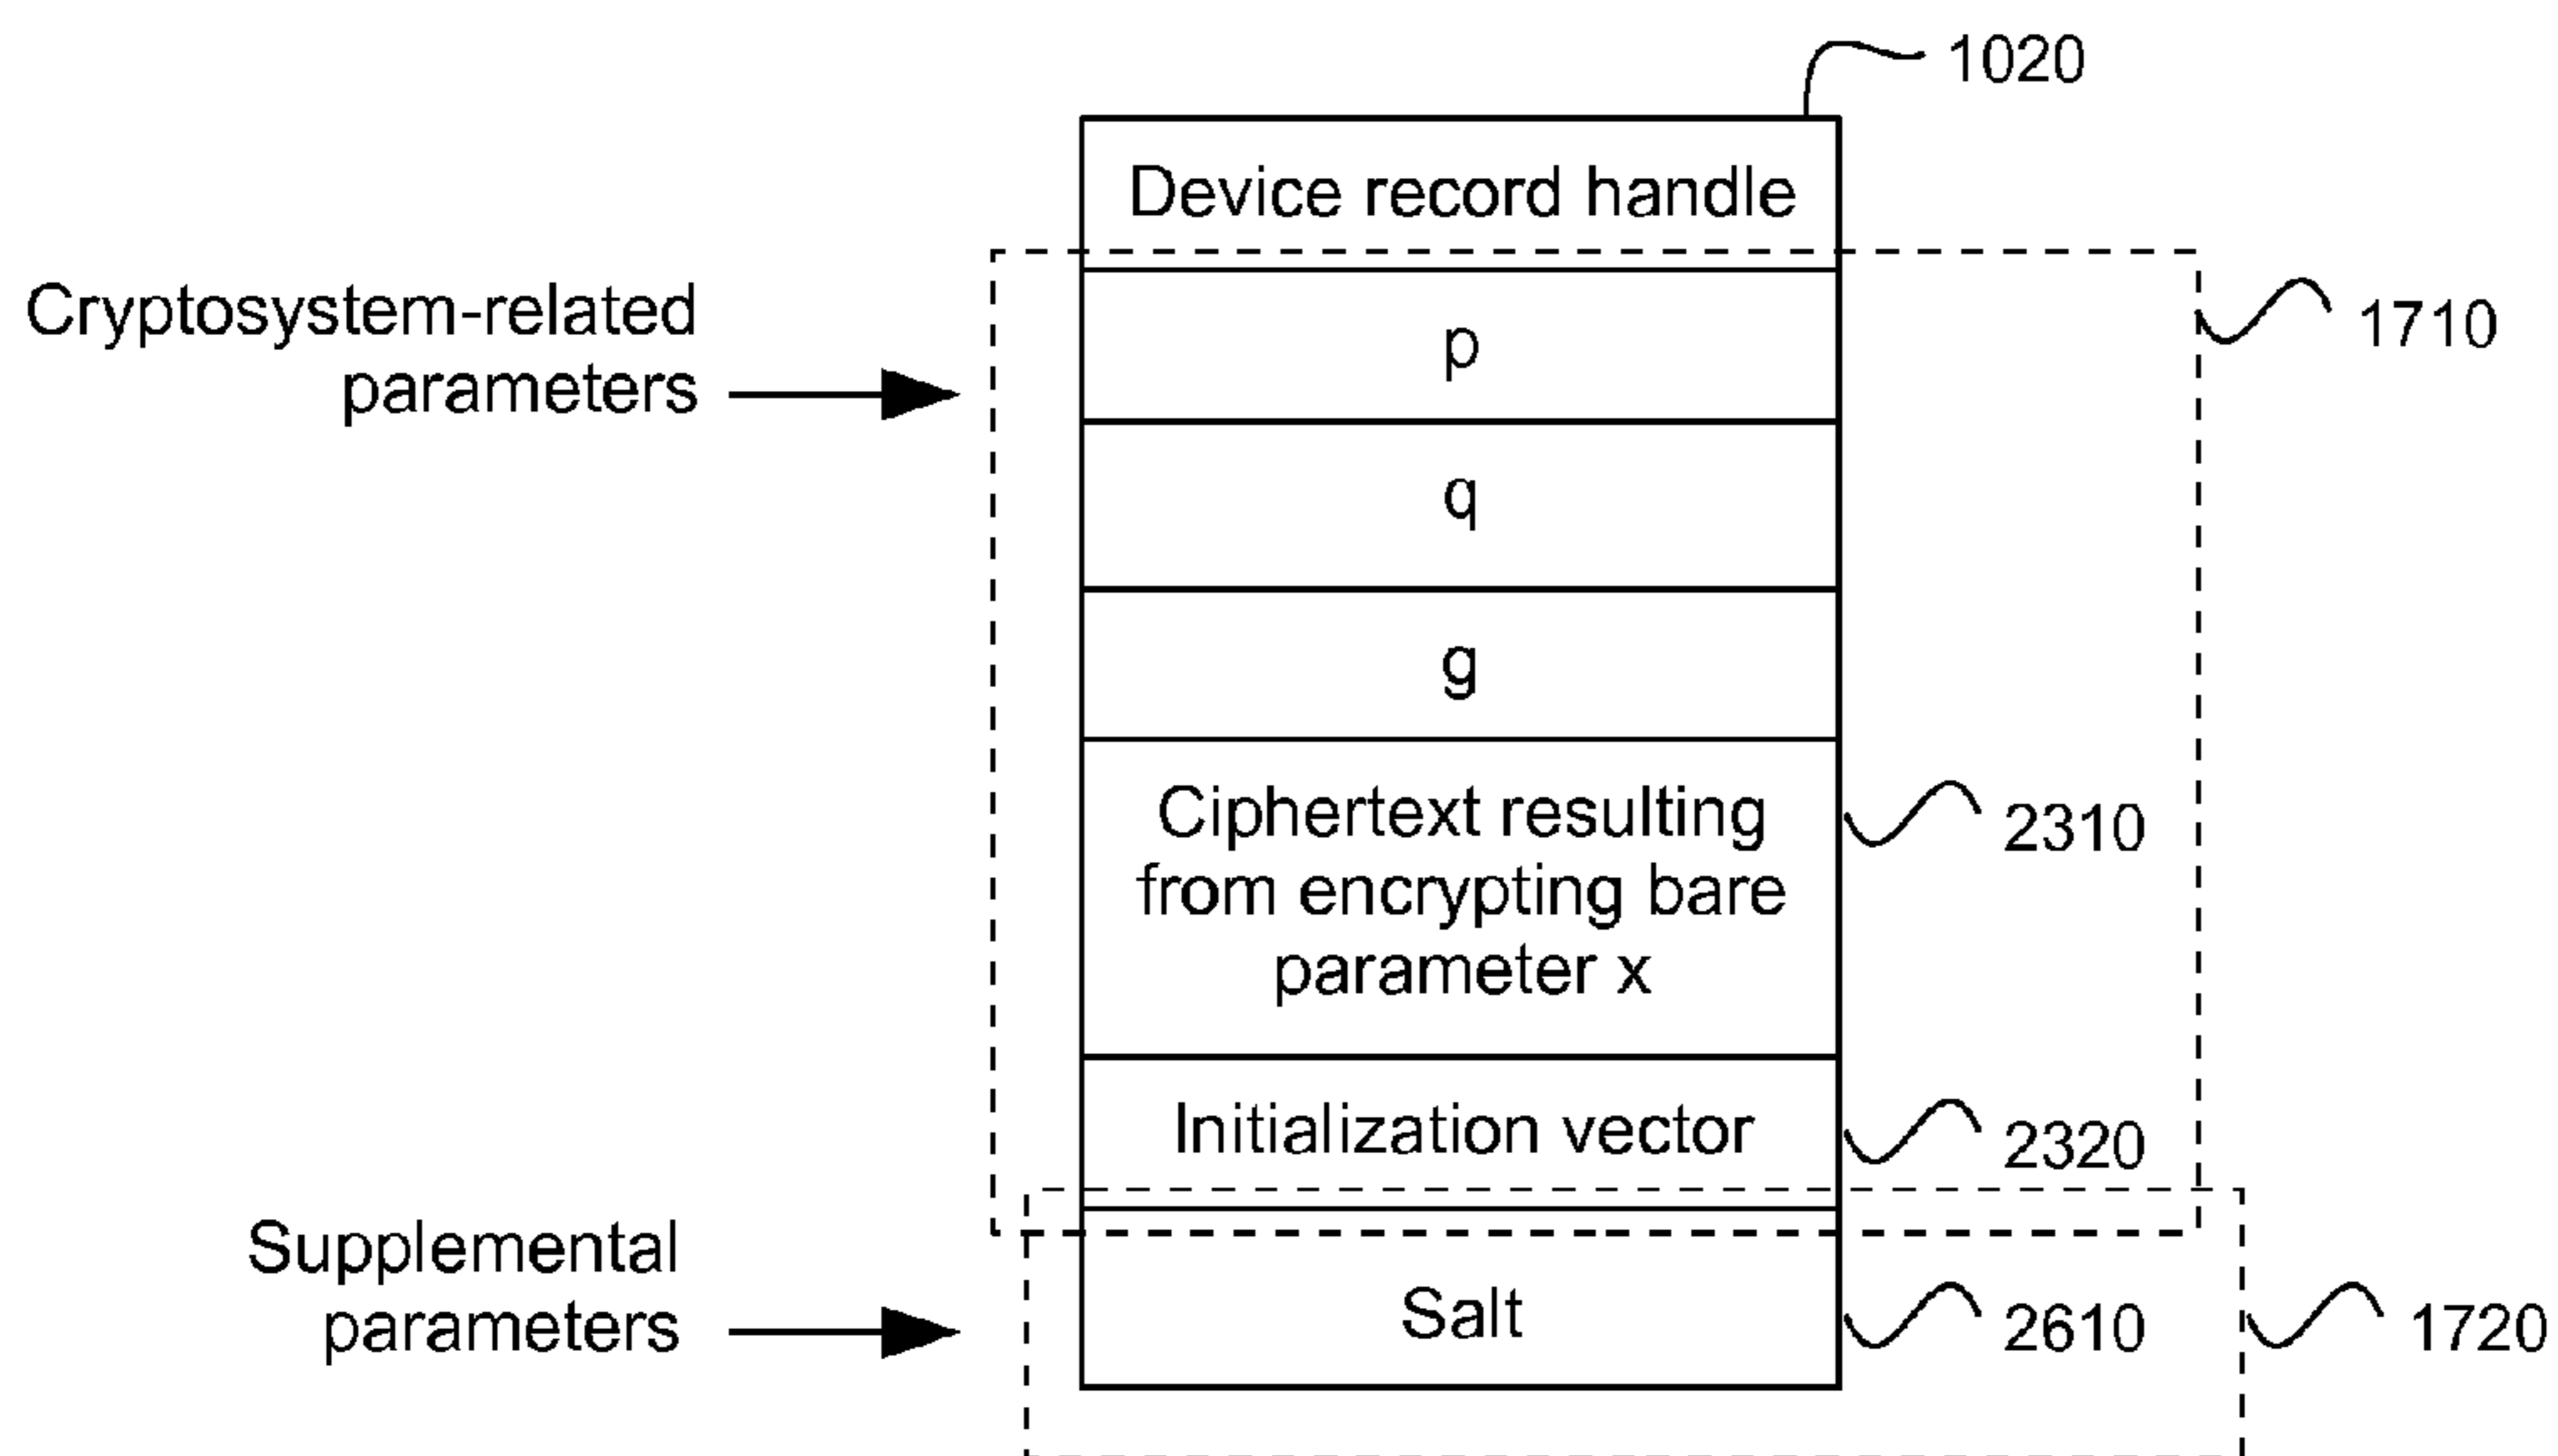 1020
Device record handle
Cryptosystem-related
parameters
1710
p
q
g
Ciphertext resulting
from encrypting bare
parameter x
2310
Initialization vector
2320
Supplemental
parameters
Salt
2610
1720